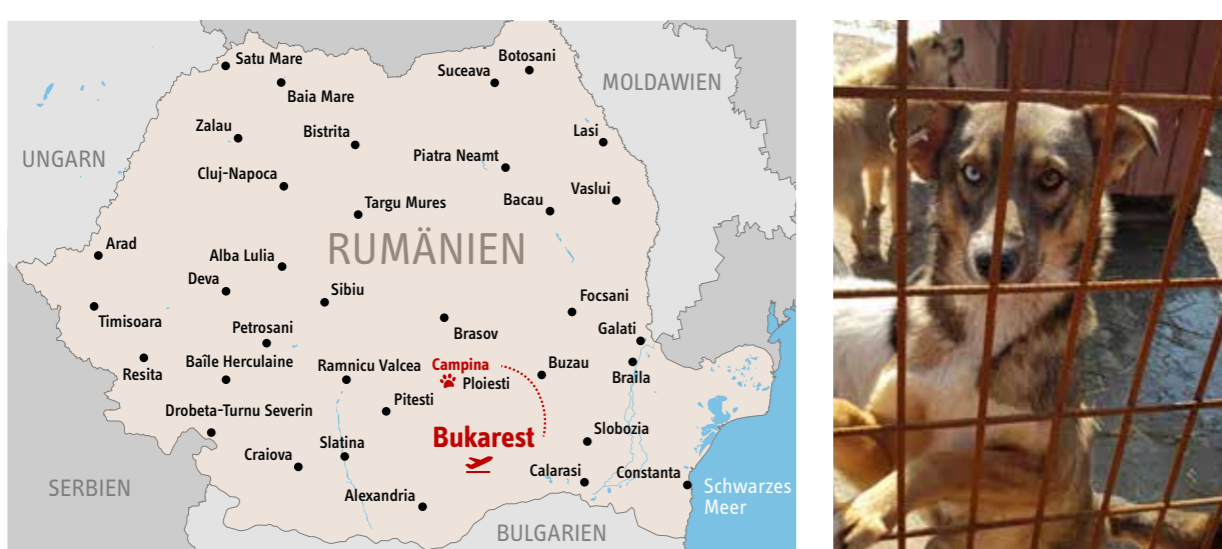 Satu Mare
Botosani
Suceava
MOLDAWIEN
Baia Mare
Zalau
Bistrita
Lasi
UNGARN
Piatra Neamt
Cluj-Napoca
Vaslui
Targu Mures
Bacau
Arad
RUMÄNIEN
Alba Lulia
Deva
Sibiu
Focsani
Timisoara
Petrosani
Brasov
Galati
Baîle Herculaine
Ramnicu Valcea
Campina
Buzau
Resita
Ploiesti
Braila
Pitesti
Drobeta-Turnu Severin
Bukarest
Slobozia
Slatina
Craiova
Calarasi
Constanta
SERBIEN
Alexandria
Schwarzes
Meer
BULGARIEN